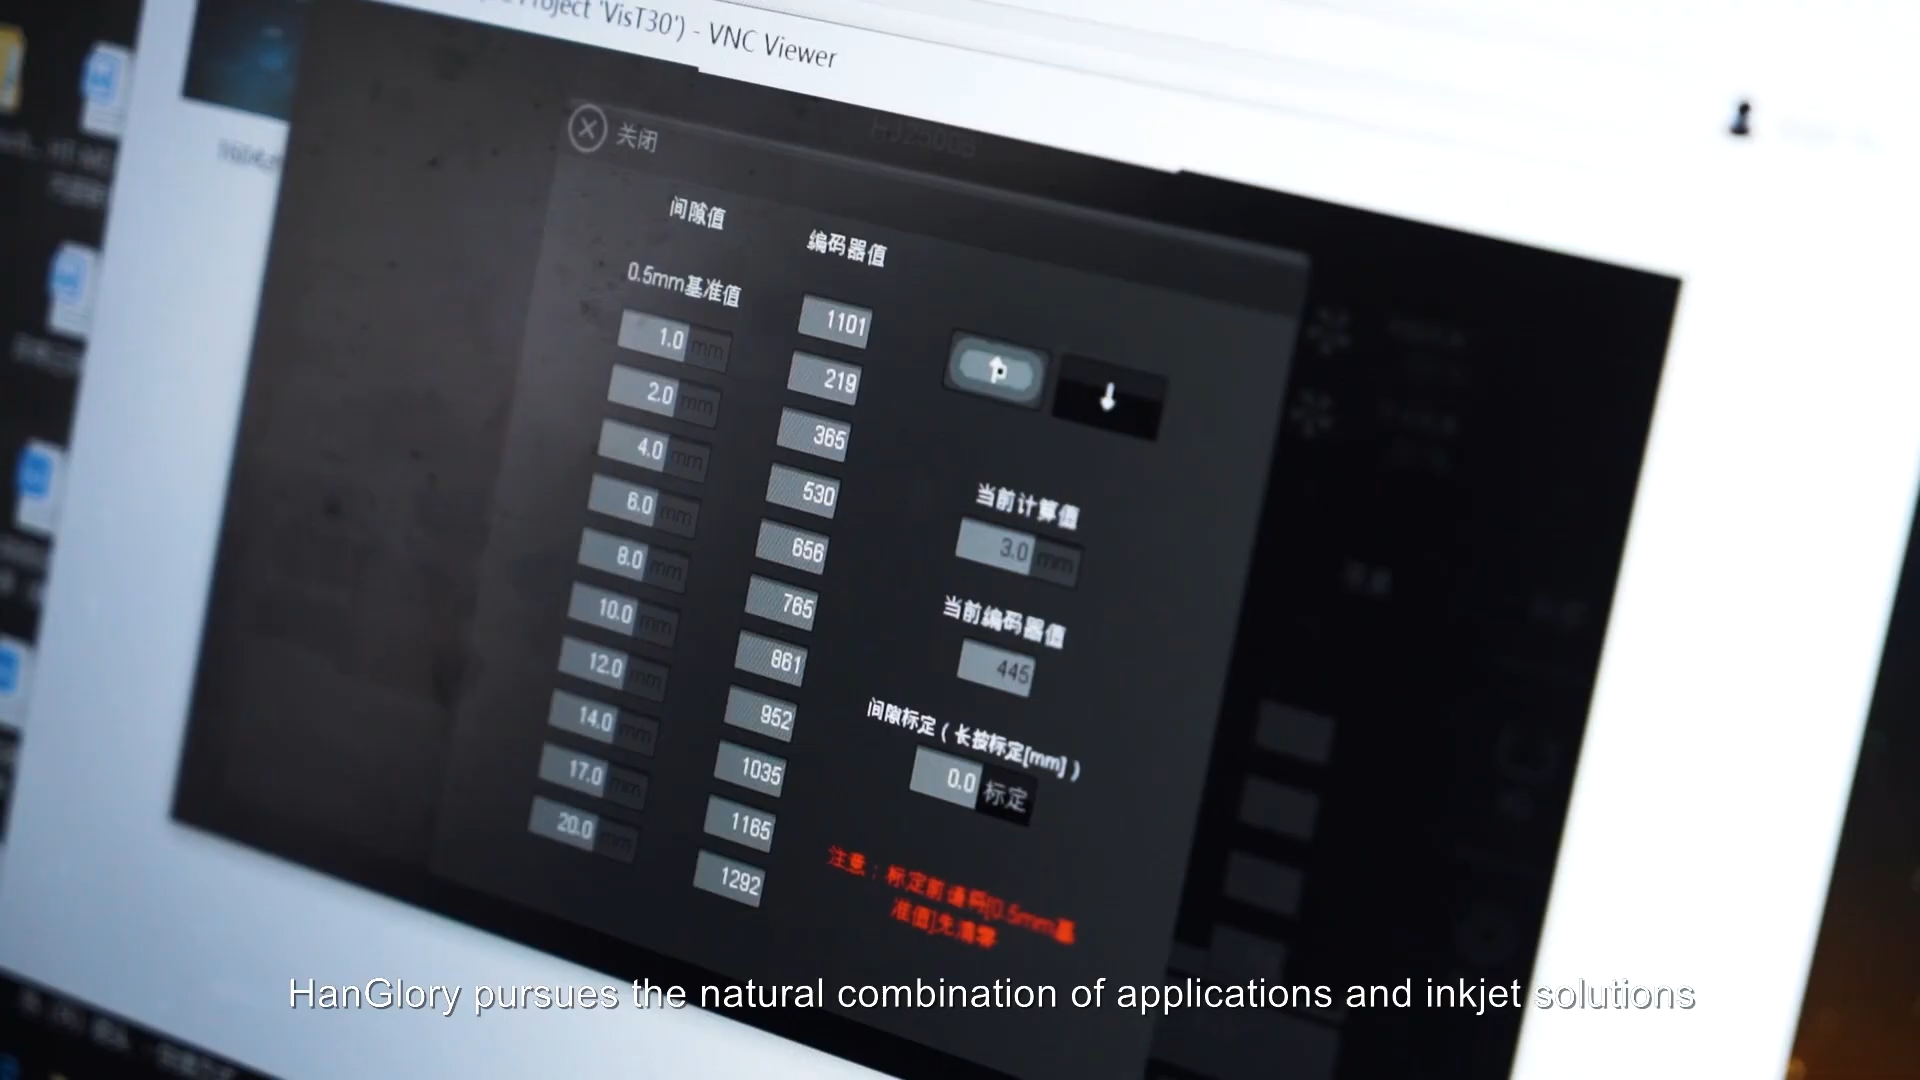 Project 'VisT30') - VNC Viewer
关闭
间隙值
编码器值
0.5mm基准值
1101
1.0 mm
219
2.0 mm
365
4.0 mm
530
6.0 mm
656
8.0 mm
765
10.0 mm
861
12.0 mm
952
14.0 mm
1035
17.0 mm
1165
20.0 mm
1292
当前计算值
3.0 mm
当前编码器值
445
间隙标定（长按标定[mm]）
0.0 标定
注意：标定前请将[0.5mm基
准值]先清零
HanGlory pursues the natural combination of applications and inkjet solutions